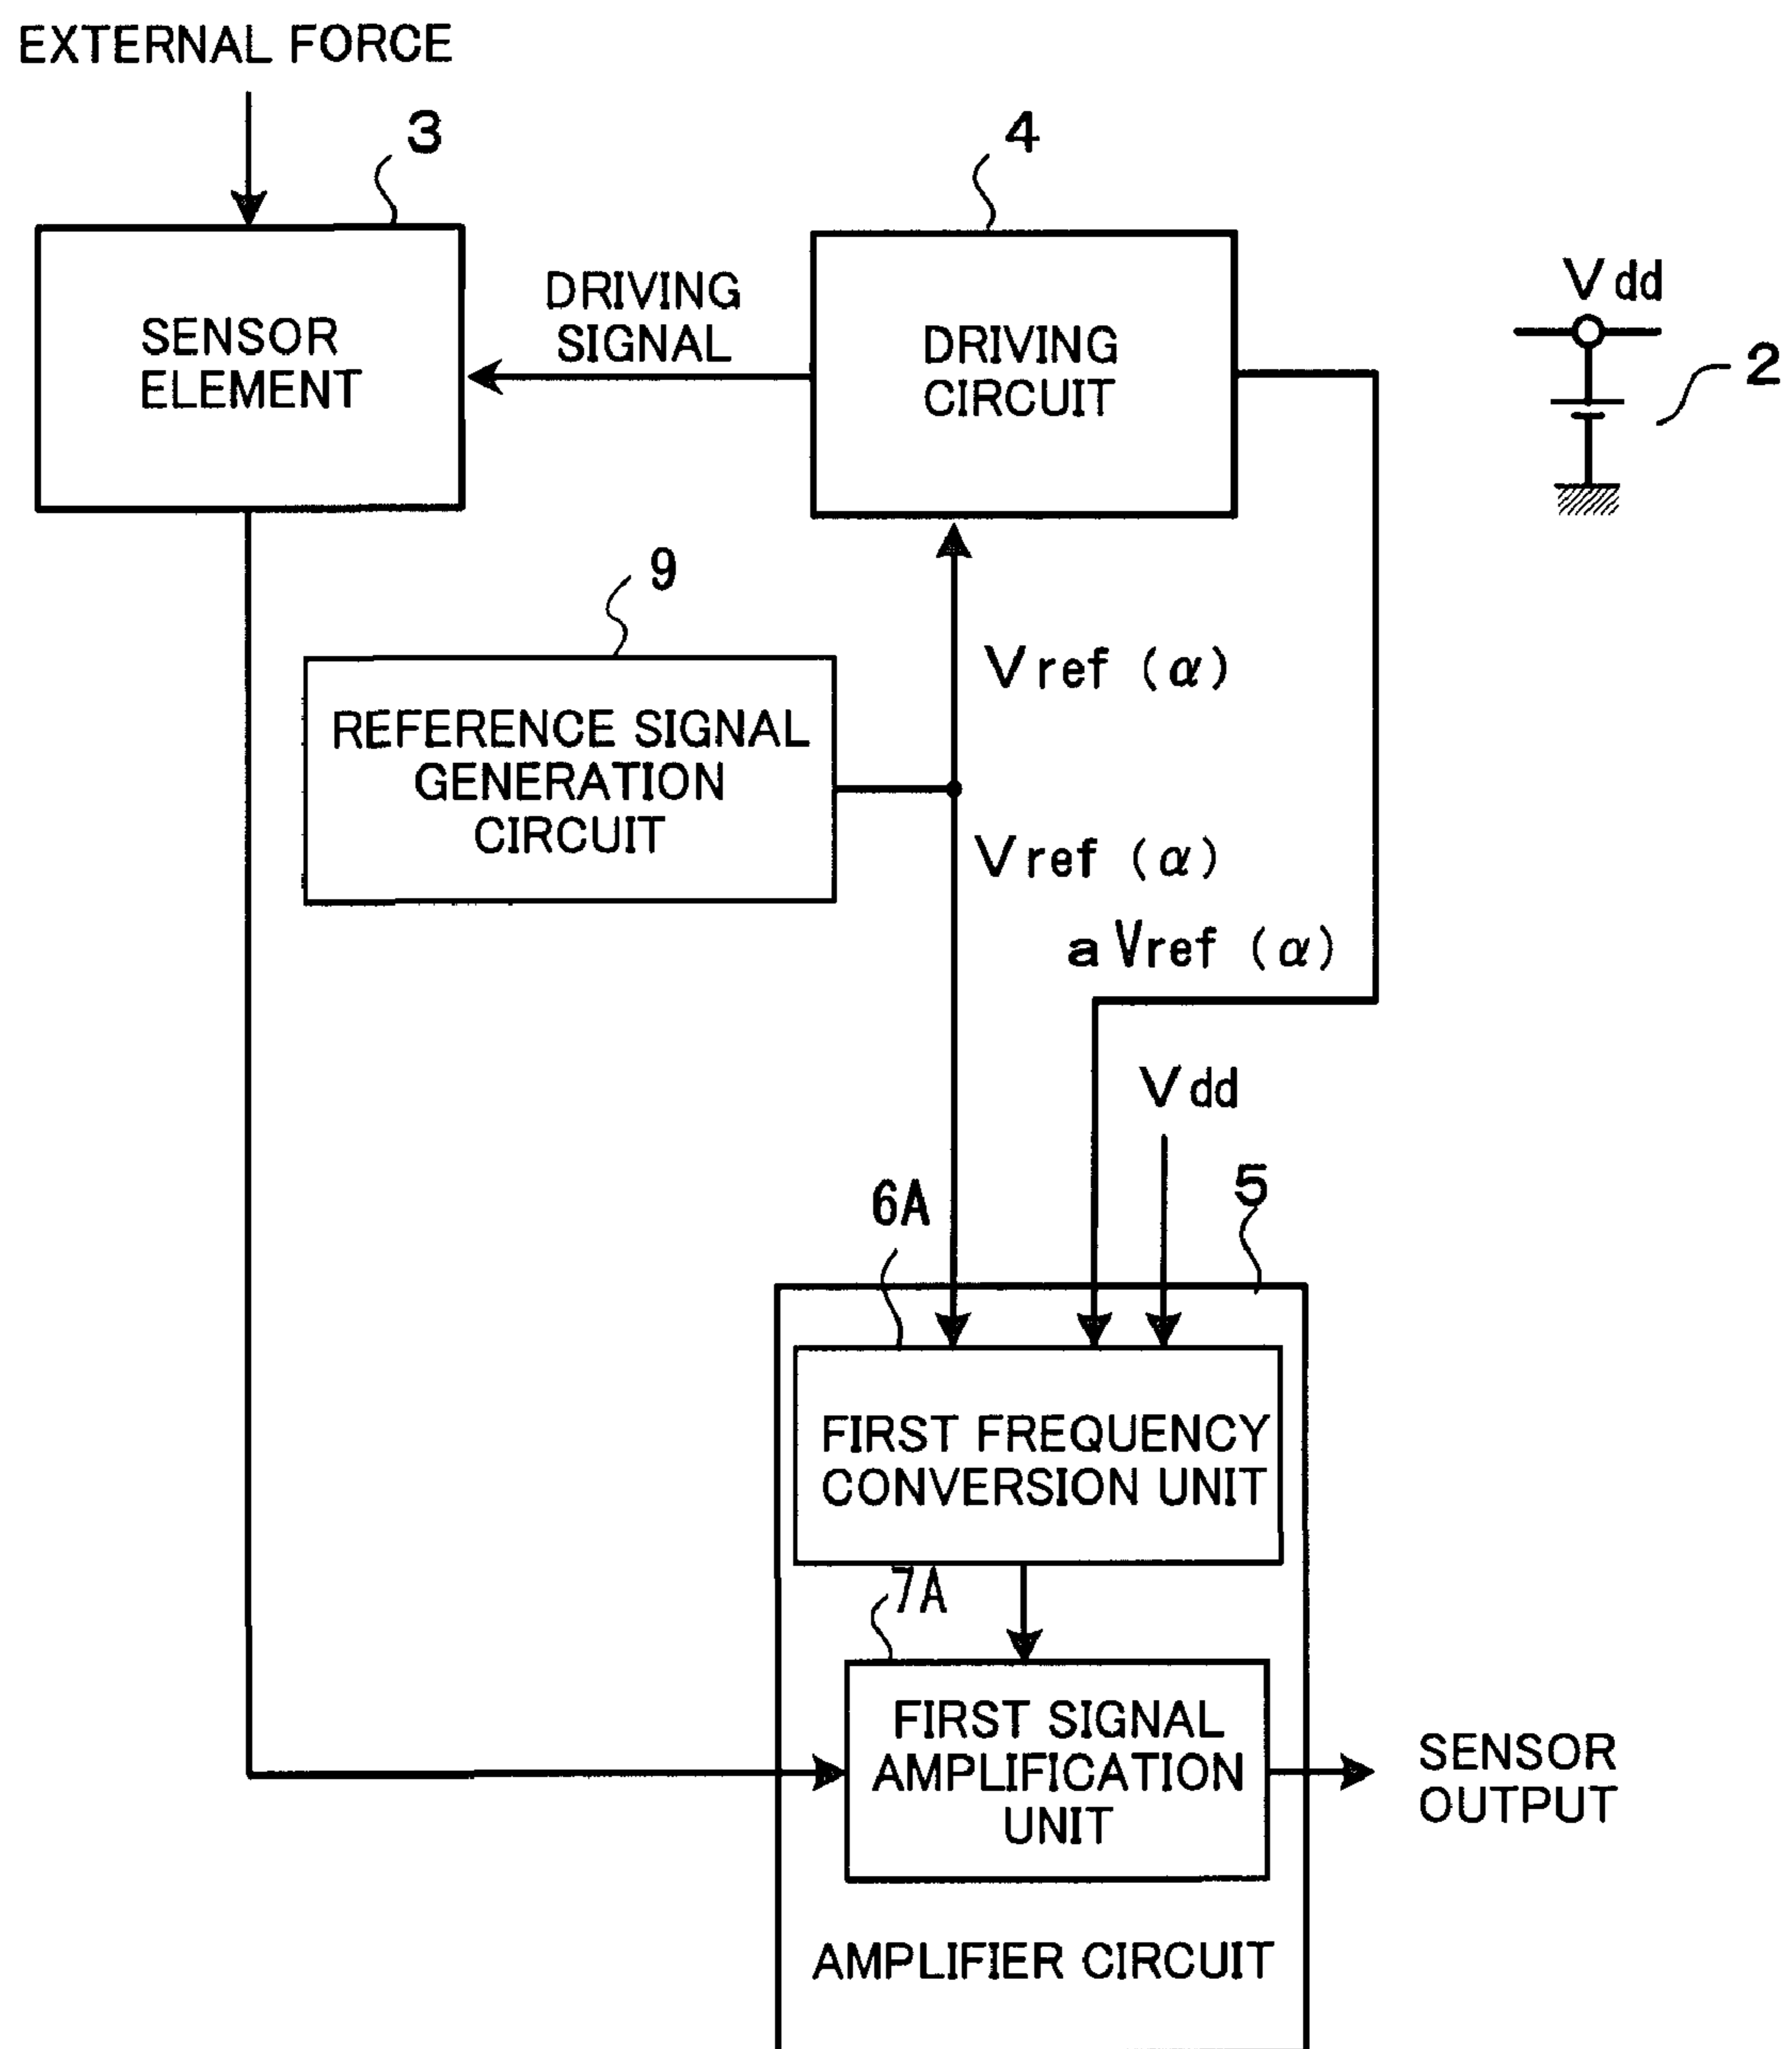 EXTERNAL FORCE
3
4
SENSOR
ELEMENT
DRIVING
SIGNAL
DRIVING
CIRCUIT
Vdd
2
9
REFERENCE SIGNAL
GENERATION
CIRCUIT
Vref (α)
Vref (α)
a Vref (α)
Vdd
5
6A
FIRST FREQUENCY
CONVERSION UNIT
7A
FIRST SIGNAL
AMPLIFICATION
UNIT
SENSOR
OUTPUT
AMPLIFIER CIRCUIT